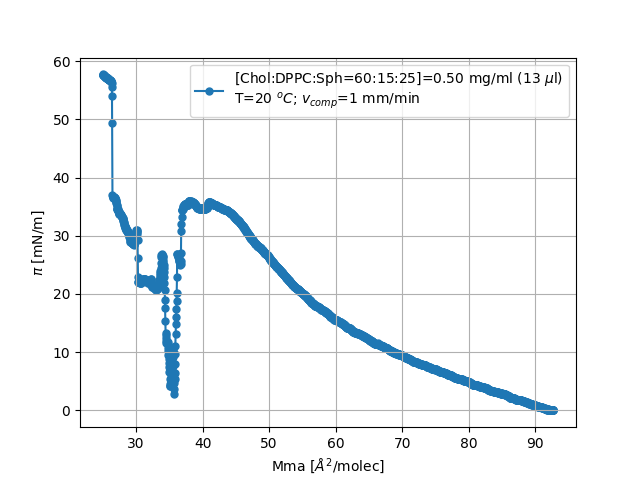 60
50
40
30
20
10
0
π [mN/m]
[Chol:DPPC:Sph=60:15:25]=0.50 mg/ml (13 μl)
T=20 °C; v_comp=1 mm/min
30 40 50 60 70 80 90
Mma [Å²/molec]